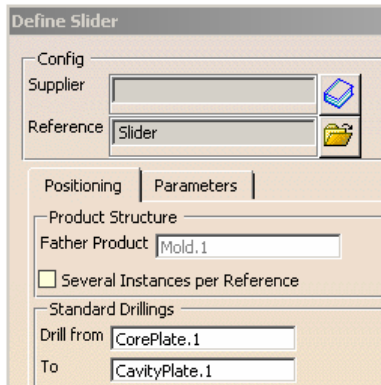 Define Slider
Config
Supplier
Reference Slider
Positioning Parameters
Product Structure
Father Product Mold.1
Several Instances per Reference
Standard Drillings
Drill from CorePlate.1
To CavityPlate.1